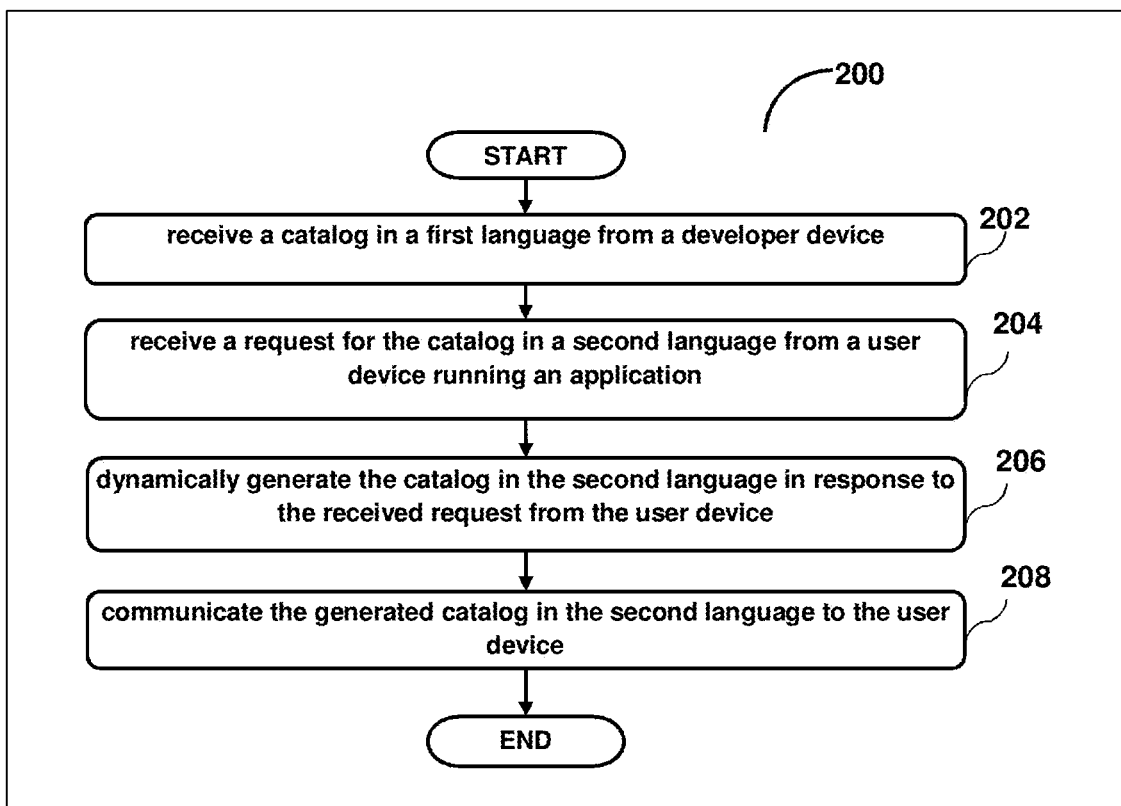 200
START
receive a catalog in a first language from a developer device
202
receive a request for the catalog in a second language from a user
device running an application
204
dynamically generate the catalog in the second language in response to
the received request from the user device
206
communicate the generated catalog in the second language to the user
device
208
END